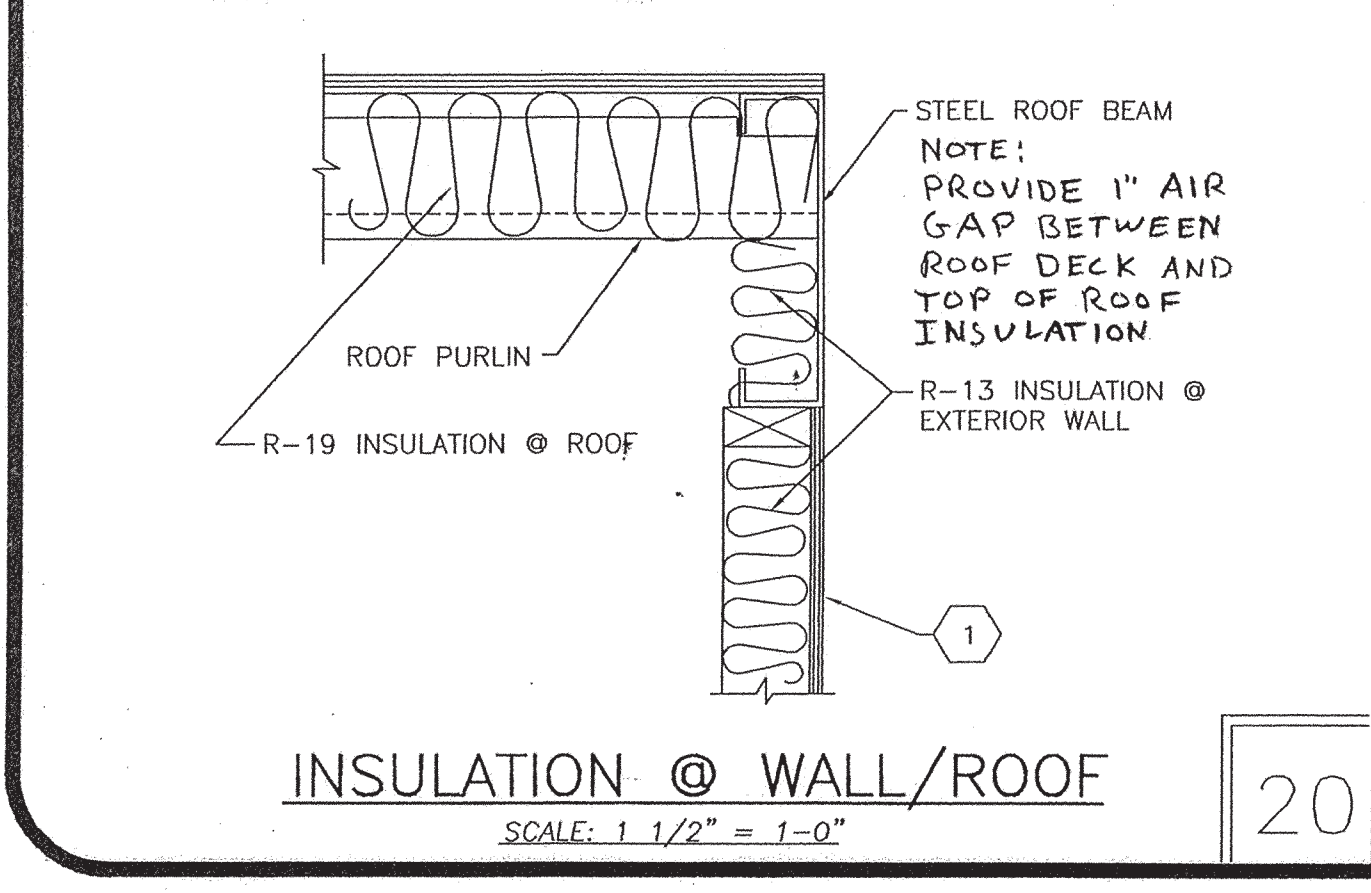 STEEL ROOF BEAM
NOTE:
PROVIDE 1" AIR
GAP BETWEEN
ROOF DECK AND
TOP OF ROOF
INSULATION
ROOF PURLIN
R-13 INSULATION @
EXTERIOR WALL
R-19 INSULATION @ ROOF
1
INSULATION @ WALL/ROOF
SCALE: 1 1/2" = 1-0"
20